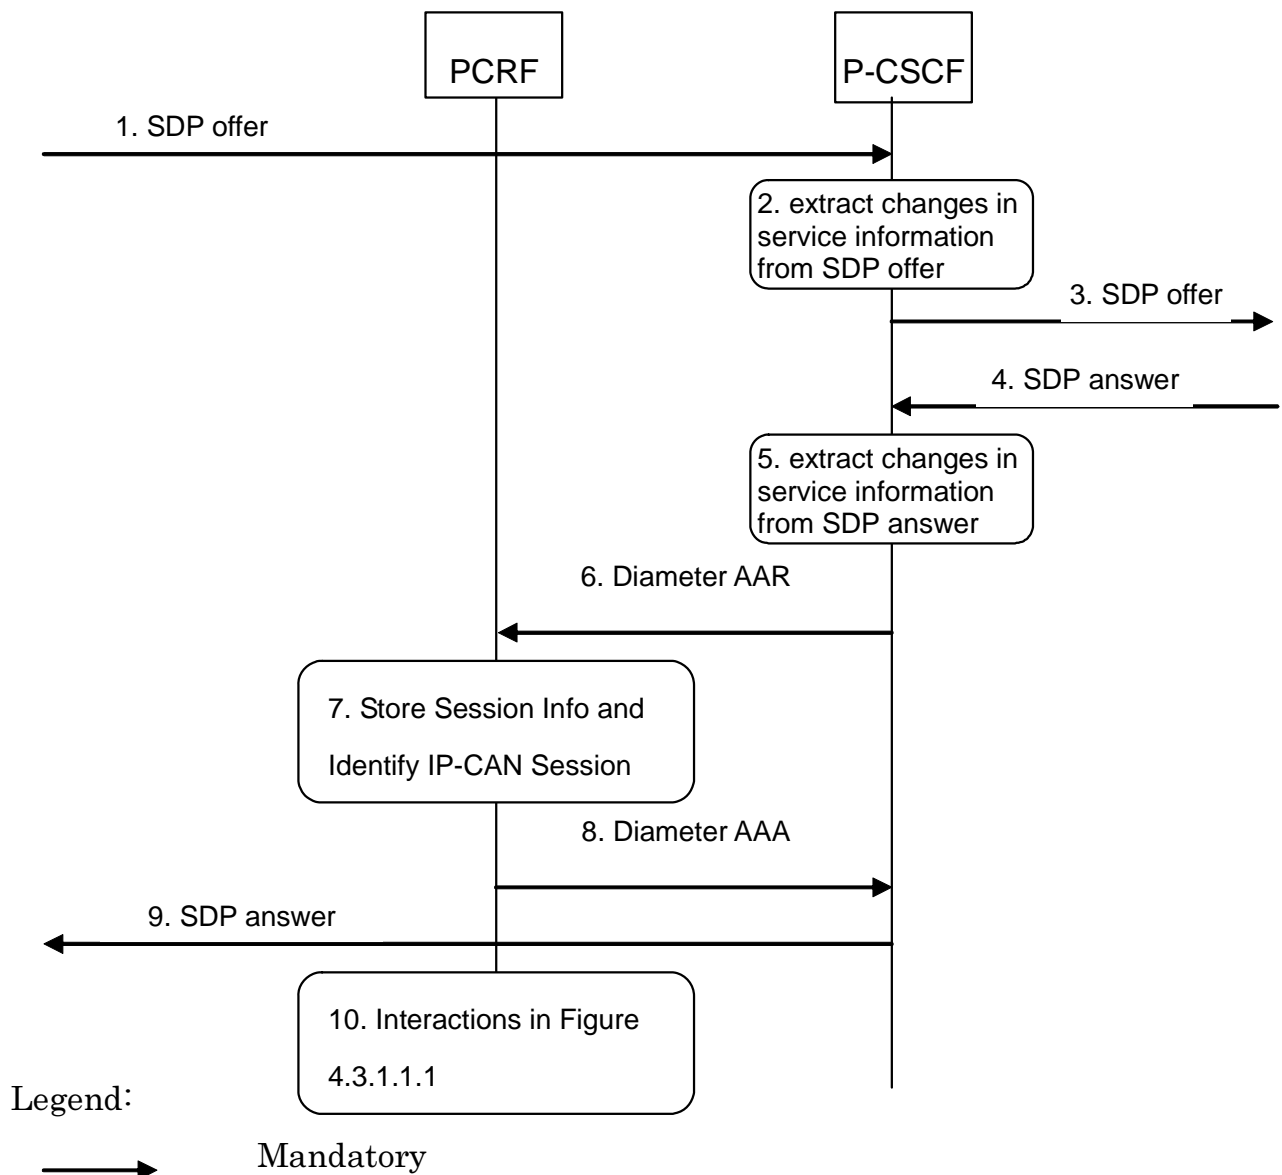 PCRF
P-CSCF
1. SDP offer
2. extract changes in
service information
from SDP offer
3. SDP offer
4. SDP answer
5. extract changes in
service information
from SDP answer
6. Diameter AAR
7. Store Session Info and
Identify IP-CAN Session
8. Diameter AAA
9. SDP answer
10. Interactions in Figure
4.3.1.1.1
Legend:
Mandatory